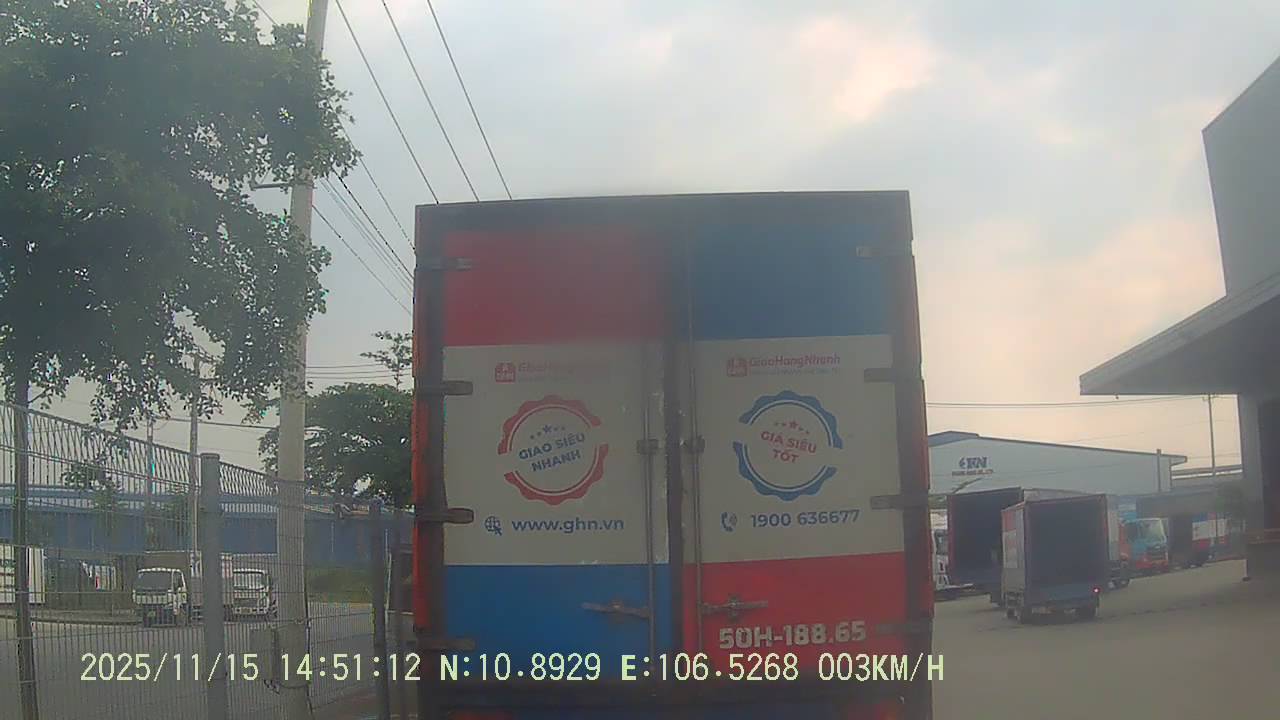 GiaoHangNhanh
GIAO SIÊU
NHANH
www.ghn.vn
GiaoHangNhanh
GIÁ SIÊU
TỐT
1900 636677
50H-188.65
2025/11/15 14:51:12 N:10.8929 E:106.5268 003KM/H